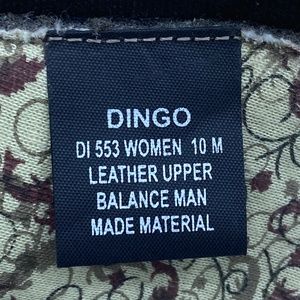 DINGO
DI 553 WOMEN 10 M
LEATHER UPPER
BALANCE MAN
MADE MATERIAL